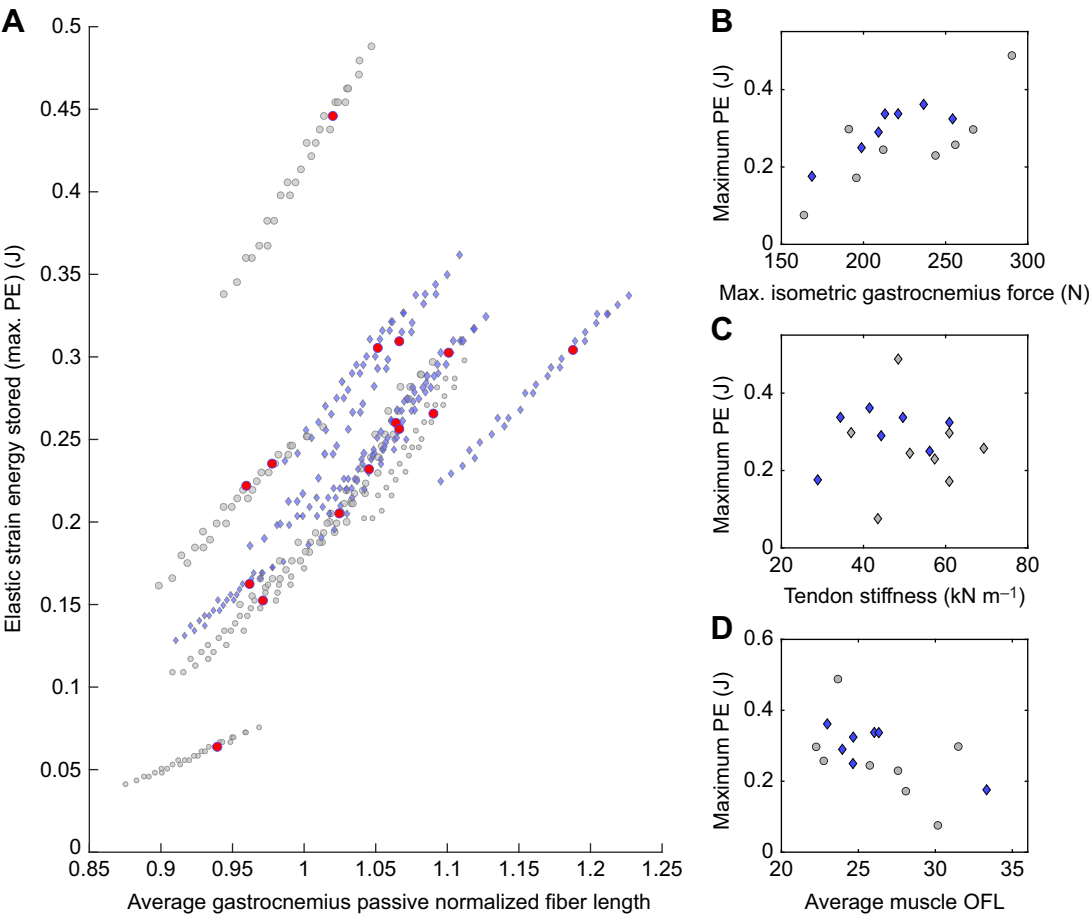 A
Elastic strain energy stored (max. PE) (J)
0.5
0.45
0.4
0.35
0.3
0.25
0.2
0.15
0.1
0.05
0
0.85 0.9 0.95 1 1.05 1.1 1.15 1.2 1.25
Average gastrocnemius passive normalized fiber length
B
Maximum PE (J)
0.4
0.2
0
150 200 250 300
Max. isometric gastrocnemius force (N)
C
Maximum PE (J)
0.4
0.2
0
20 40 60 80
Tendon stiffness (kN m–1)
D
Maximum PE (J)
0.6
0.4
0.2
0
20 25 30 35
Average muscle OFL